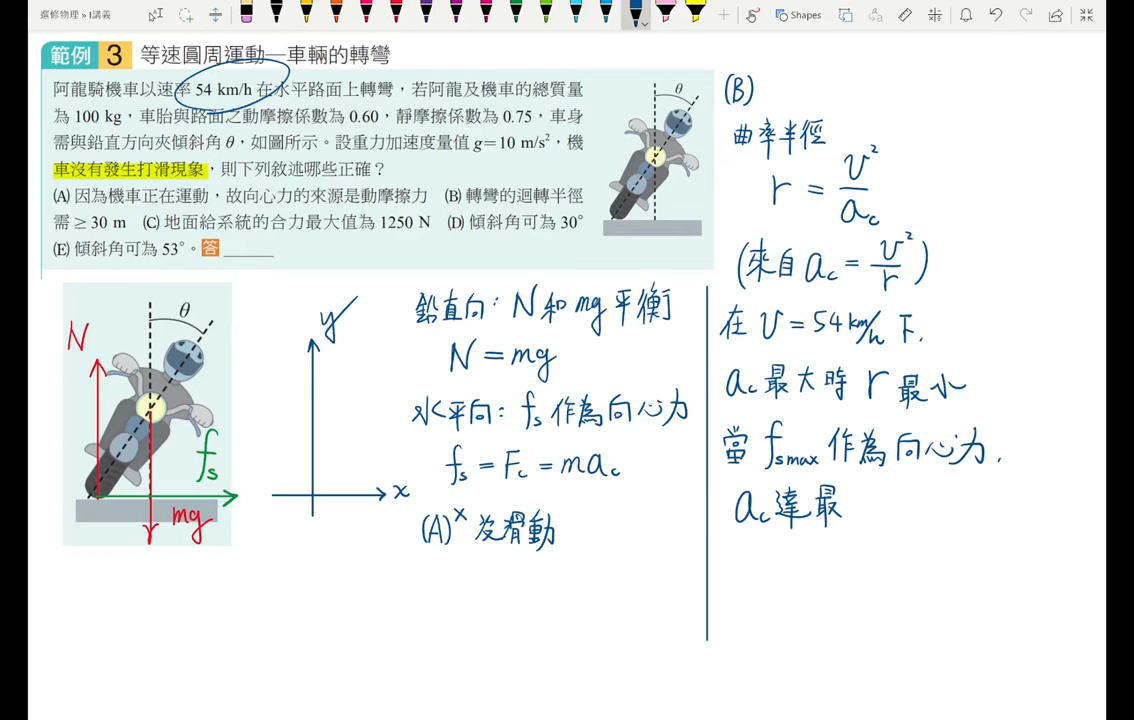 選修物理 » I講義
Shapes
範例 3 等速圓周運動─車輛的轉彎
阿龍騎機車以速率 54 km/h 在水平路面上轉彎，若阿龍及機車的總質量
為 100 kg，車胎與路面之動摩擦係數為 0.60，靜摩擦係數為 0.75，車身
需與鉛直方向夾傾斜角 θ，如圖所示。設重力加速度量值 g=10 m/s²，機
車沒有發生打滑現象，則下列敘述哪些正確？
(A) 因為機車正在運動，故向心力的來源是動摩擦力 (B) 轉彎的迴轉半徑
需 ≥ 30 m (C) 地面給系統的合力最大值為 1250 N (D) 傾斜角可為 30°
(E) 傾斜角可為 53°。答
θ
θ
N
fs
mg
y
x
鉛直向：N和mg平衡
N = mg
水平向：fs作為向心力
fs = Fc = mac
(A)× 沒滑動
(B)
曲率半徑
r = v²/ac
(來自 ac = v²/r)
在 v = 54 km/h 下.
ac最大時 r最小
當 fsmax 作為向心力.
ac達最